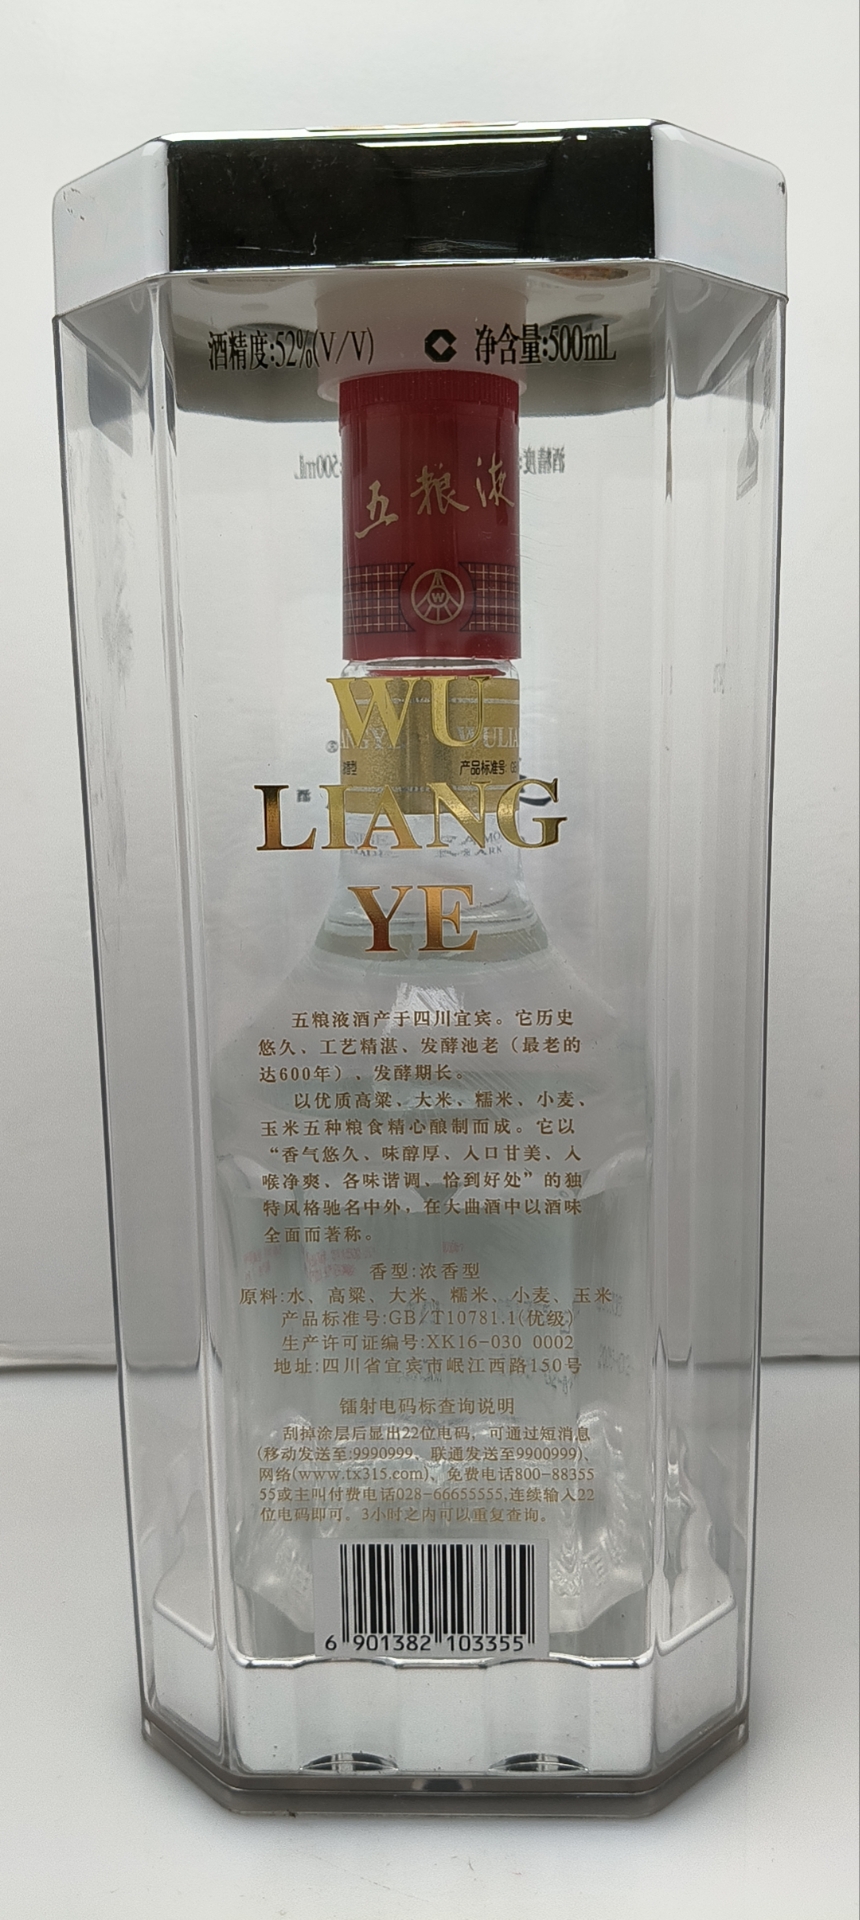 酒精度:52%(V/V) 净含量:500mL
五粮液
W
WU
产品标准号:
LIANG
YE
五粮液酒产于四川宜宾。它历史
悠久、工艺精湛、发酵池老（最老的
达600年）、发酵期长。
以优质高粱、大米、糯米、小麦、
玉米五种粮食精心酿制而成。它以
“香气悠久、味醇厚、入口甘美、入
喉净爽、各味谐调、恰到好处”的独
特风格驰名中外，在大曲酒中以酒味
全面而著称。
香型:浓香型
原料:水、高粱、大米、糯米、小麦、玉米
产品标准号:GB/T10781.1(优级)
生产许可证编号:XK16-030 0002
地址:四川省宜宾市岷江西路150号
镭射电码标查询说明
刮掉涂层后显出22位电码，可通过短消息
(移动发送至:9990999、联通发送至9900999)、
网络(www.tx315.com)、免费电话800-88355
55或主叫付费电话028-66655555,连续输入22
位电码即可。3小时之内可以重复查询。
6 901382 103355